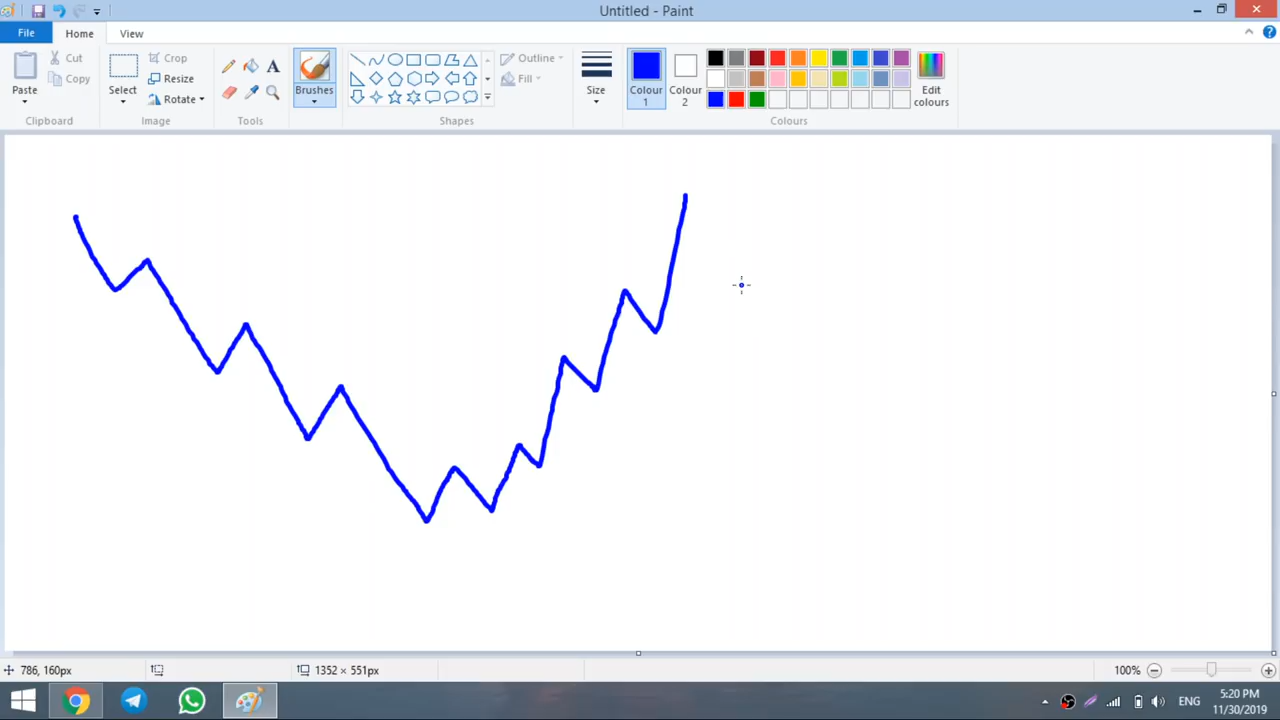 Untitled - Paint
File
Home
View
Paste
Cut
Copy
Clipboard
Select
Crop
Resize
Rotate
Image
A
Tools
Brushes
Outline
Fill
Shapes
Size
Colour
1
Colour
2
Edit
colours
Colours
786, 160px
1352 × 551px
100%
ENG
5:20 PM
11/30/2019